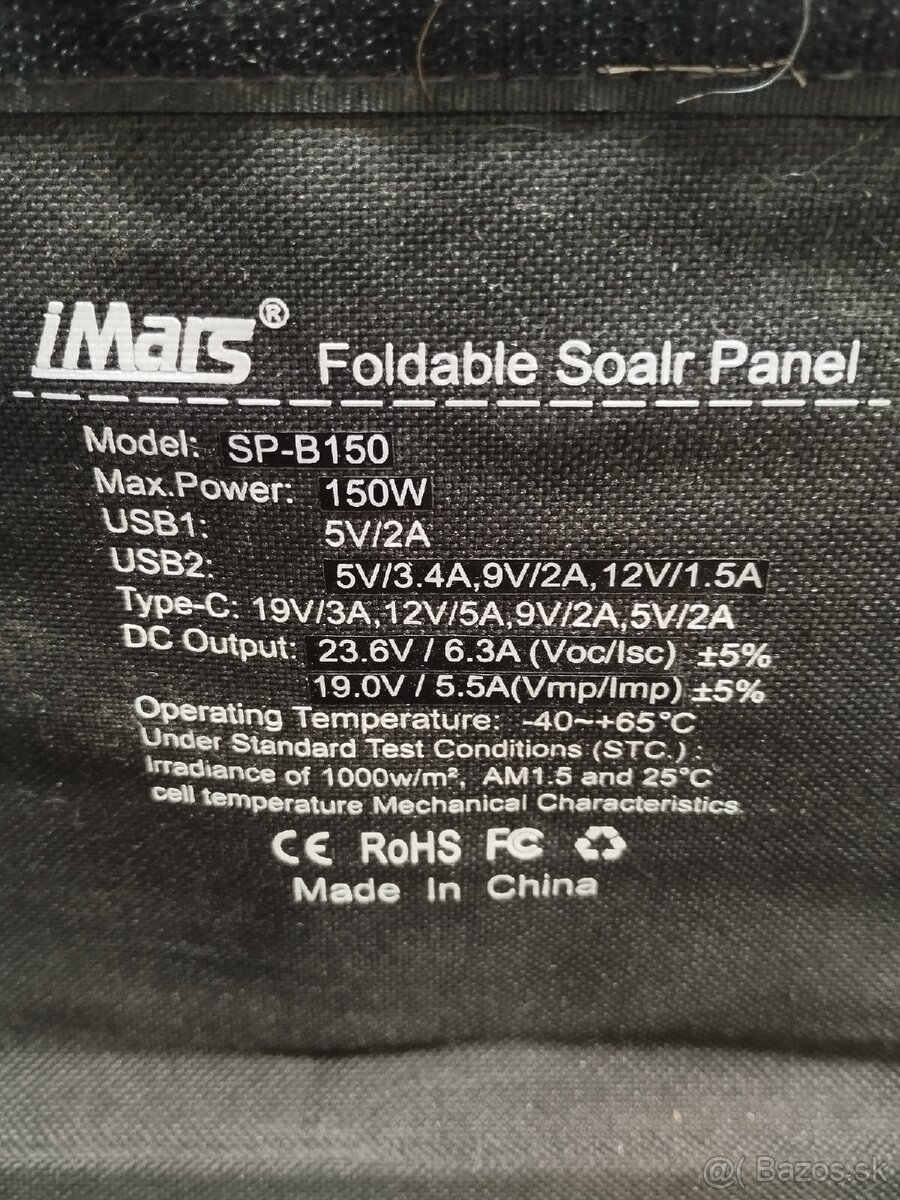 iMars® Foldable Soalr Panel
Model: SP-B150
Max.Power: 150W
USB1: 5V/2A
USB2: 5V/3.4A,9V/2A,12V/1.5A
Type-C: 19V/3A,12V/5A,9V/2A,5V/2A
DC Output: 23.6V / 6.3A (Voc/Isc) ±5%
19.0V / 5.5A(Vmp/Imp) ±5%
Operating Temperature: -40~+65°C
Under Standard Test Conditions (STC.) :
Irradiance of 1000w/m², AM1.5 and 25°C
cell temperature Mechanical Characteristics
CE RoHS FC
Made In China
@( Bazos.sk